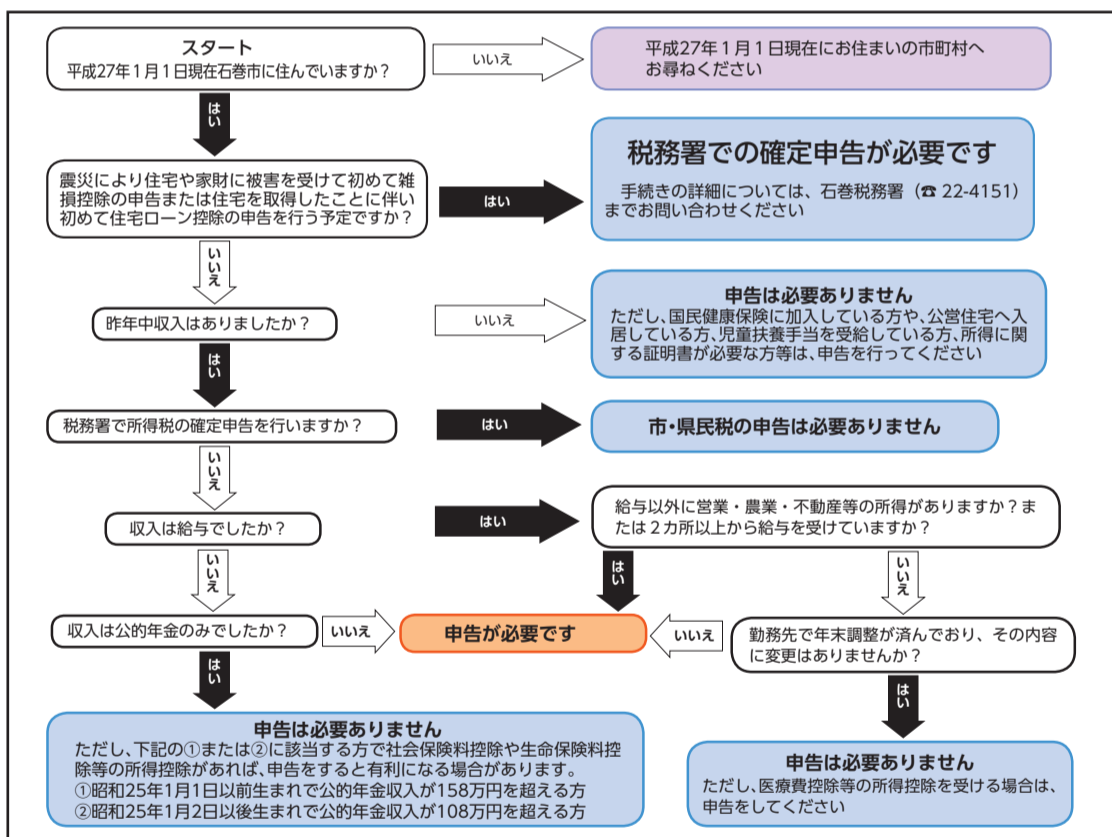 スタート
平成27年1月1日現在石巻市に住んでいますか？
いいえ
平成27年1月1日現在にお住まいの市町村へ
お尋ねください
はい
震災により住宅や家財に被害を受けて初めて雑
損控除の申告または住宅を取得したことに伴い
初めて住宅ローン控除の申告を行う予定ですか？
はい
税務署での確定申告が必要です
手続きの詳細については、石巻税務署（☎ 22-4151）
までお問い合わせください
いいえ
昨年中収入はありましたか？
いいえ
申告は必要ありません
ただし、国民健康保険に加入している方や、公営住宅へ入
居している方、児童扶養手当を受給している方、所得に関
する証明書が必要な方等は、申告を行ってください
はい
税務署で所得税の確定申告を行いますか？
はい
市・県民税の申告は必要ありません
いいえ
収入は給与でしたか？
はい
給与以外に営業・農業・不動産等の所得がありますか？ま
たは２カ所以上から給与を受けていますか？
いいえ
はい
いいえ
収入は公的年金のみでしたか？
いいえ
申告が必要です
いいえ
勤務先で年末調整が済んでおり、その内容
に変更はありませんか？
はい
はい
申告は必要ありません
ただし、下記の①または②に該当する方で社会保険料控除や生命保険料控
除等の所得控除があれば、申告をすると有利になる場合があります。
①昭和25年1月1日以前生まれで公的年金収入が158万円を超える方
②昭和25年1月2日以後生まれで公的年金収入が108万円を超える方
申告は必要ありません
ただし、医療費控除等の所得控除を受ける場合は、
申告をしてください